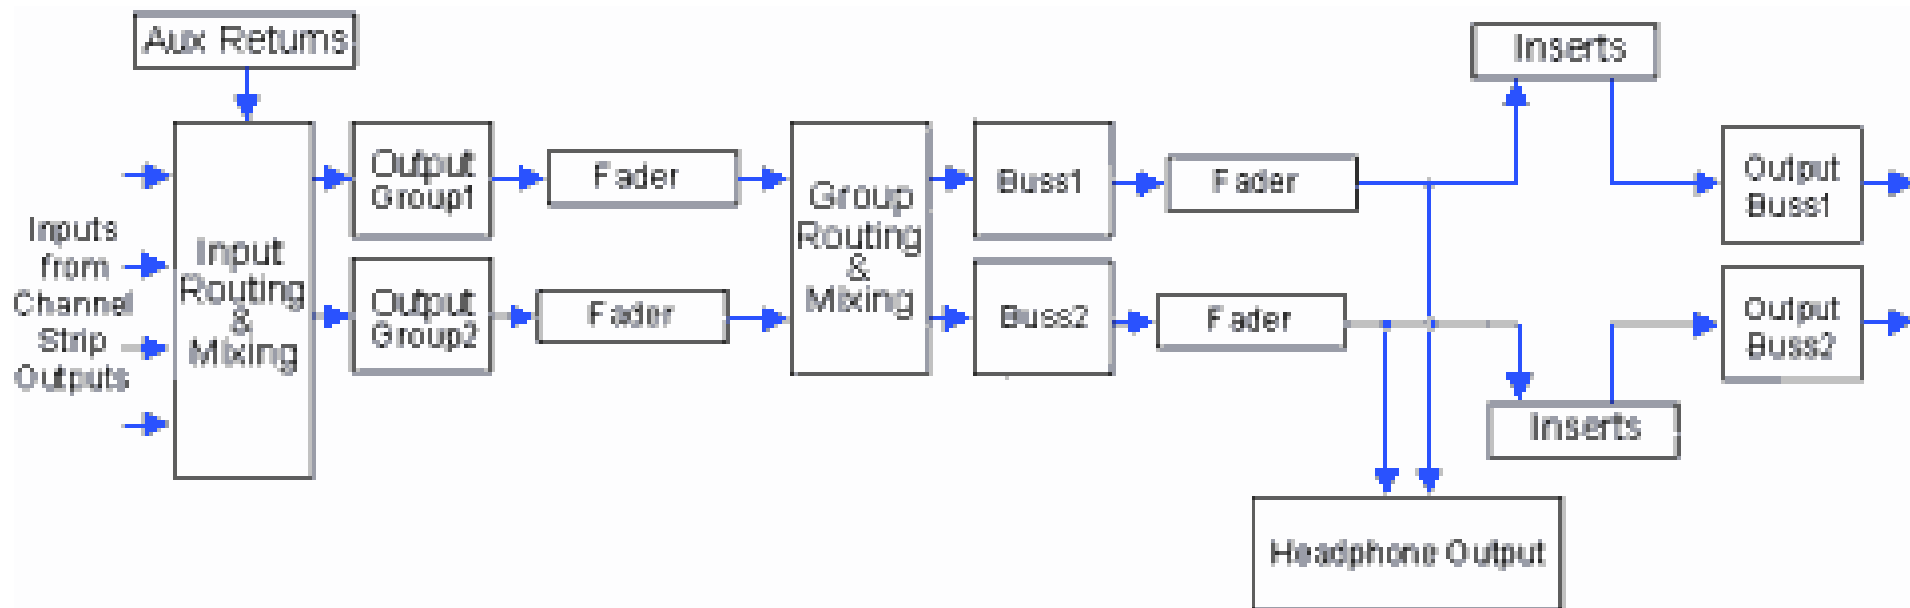 Aux Returns
Inserts
Inputs
from
Channel
Strip
Outputs
Input
Routing
&
Mixing
Output
Group1
Fader
Output
Group2
Fader
Group
Routing
&
Mixing
Buss1
Fader
Buss2
Fader
Output
Buss1
Output
Buss2
Inserts
Headphone Output